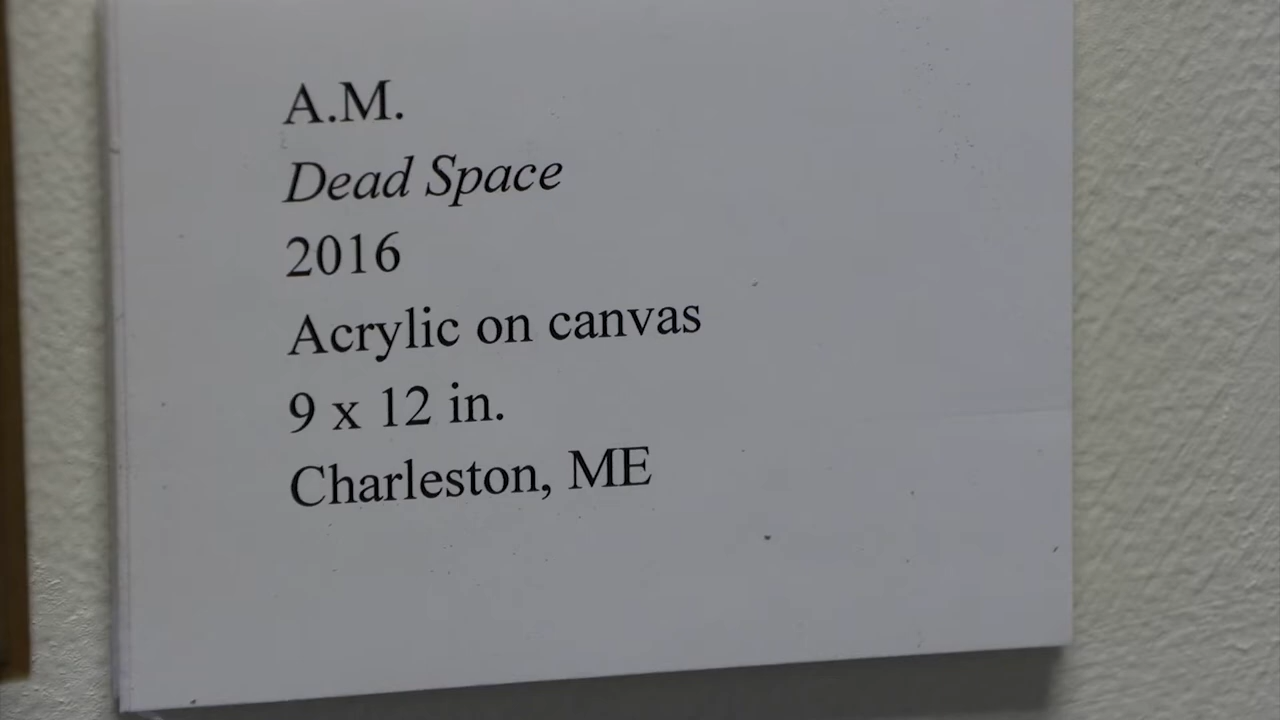 A.M.
Dead Space
2016
Acrylic on canvas
9 x 12 in.
Charleston, ME